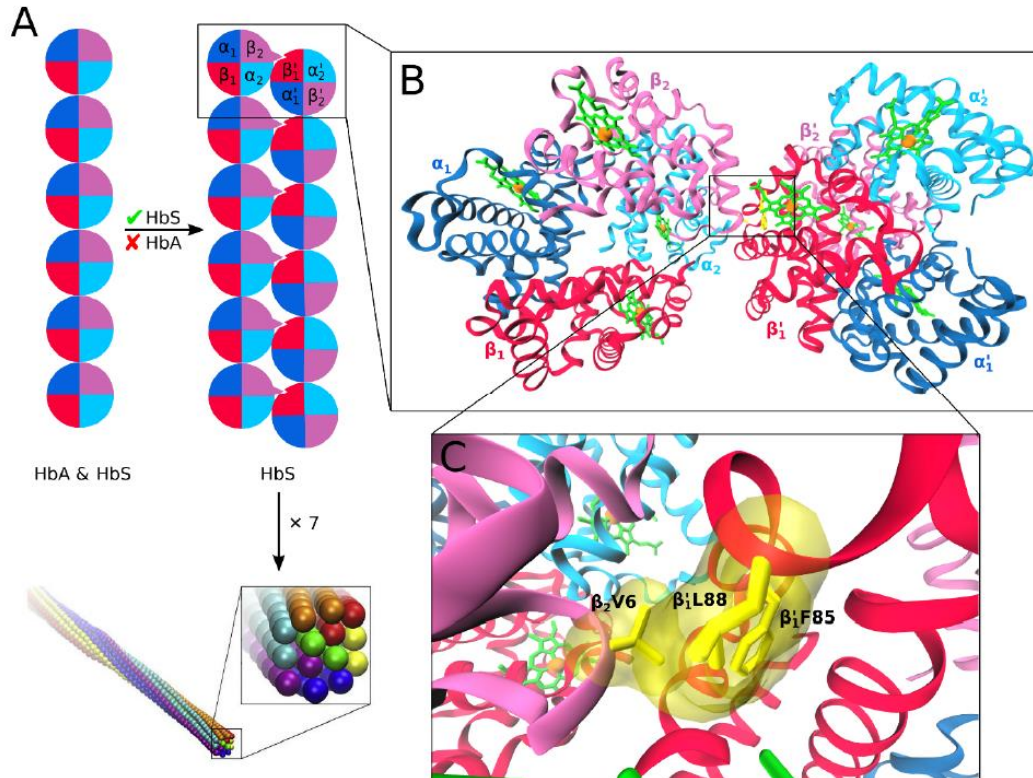 A
α₁ β₂
β₁ α₂
β'₁ α'₂
α'₁ β'₂
✔ HbS
✘ HbA
HbA & HbS
HbS
× 7
B
β₂
α'₂
β'₂
α₁
α₂
β₁
β'₁
α'₁
C
β₂V6
β'₁L88
β'₁F85